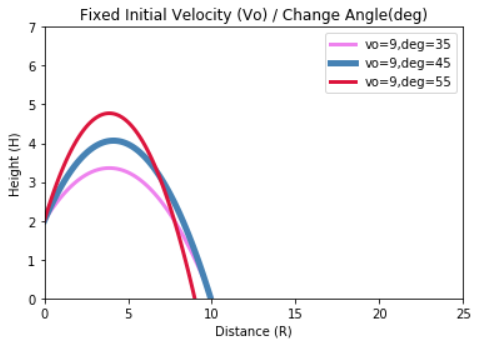 Fixed Initial Velocity (Vo) / Change Angle(deg)
vo=9,deg=35
vo=9,deg=45
vo=9,deg=55
Height (H)
7
6
5
4
3
2
1
0
0 5 10 15 20 25
Distance (R)